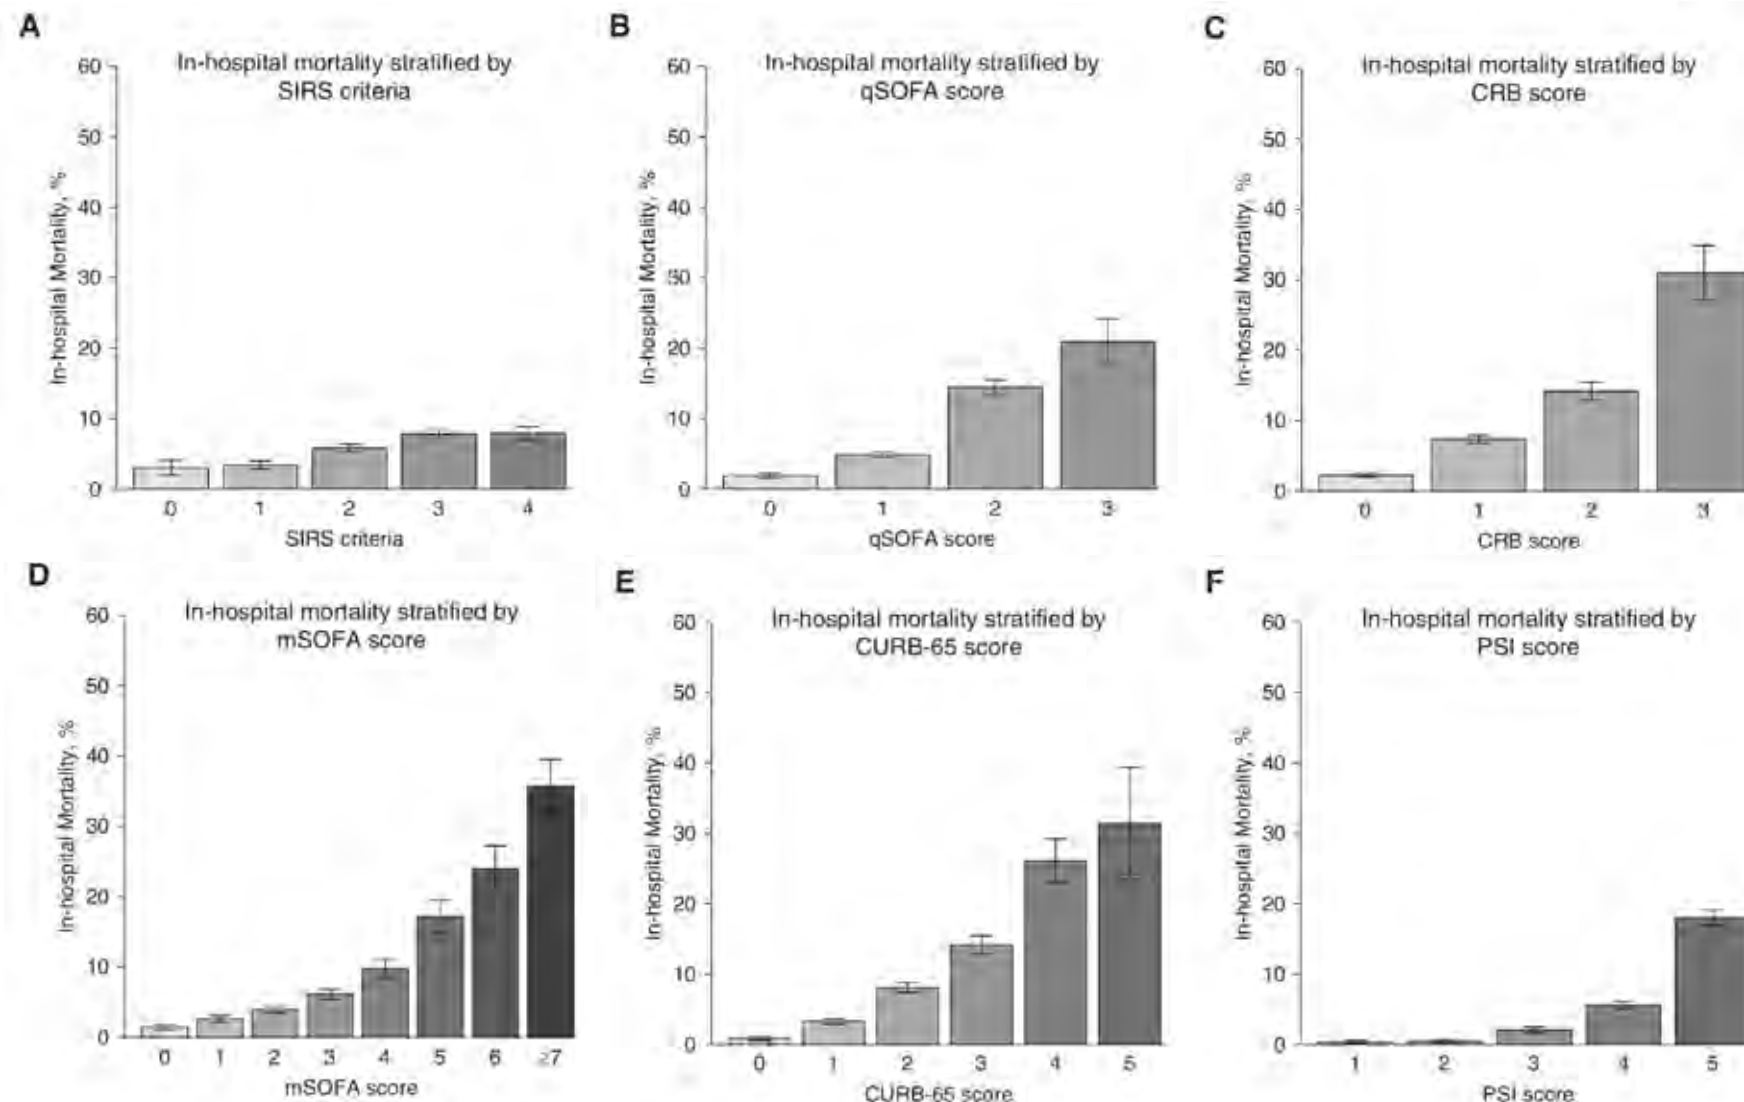 A
In-hospital mortality stratified by
SIRS criteria
60
50
40
30
20
10
0
In-hospital Mortality, %
0 1 2 3 4
SIRS criteria
B
In-hospital mortality stratified by
qSOFA score
60
50
40
30
20
10
0
In-hospital Mortality, %
0 1 2 3
qSOFA score
C
In-hospital mortality stratified by
CRB score
60
50
40
30
20
10
0
In-hospital Mortality, %
0 1 2 3
CRB score
D
In-hospital mortality stratified by
mSOFA score
60
50
40
30
20
10
0
In-hospital Mortality, %
0 1 2 3 4 5 6 ≥7
mSOFA score
E
In-hospital mortality stratified by
CURB-65 score
60
50
40
30
20
10
0
In-hospital Mortality, %
0 1 2 3 4 5
CURB-65 score
F
In-hospital mortality stratified by
PSI score
60
50
40
30
20
10
0
In-hospital Mortality, %
1 2 3 4 5
PSI score